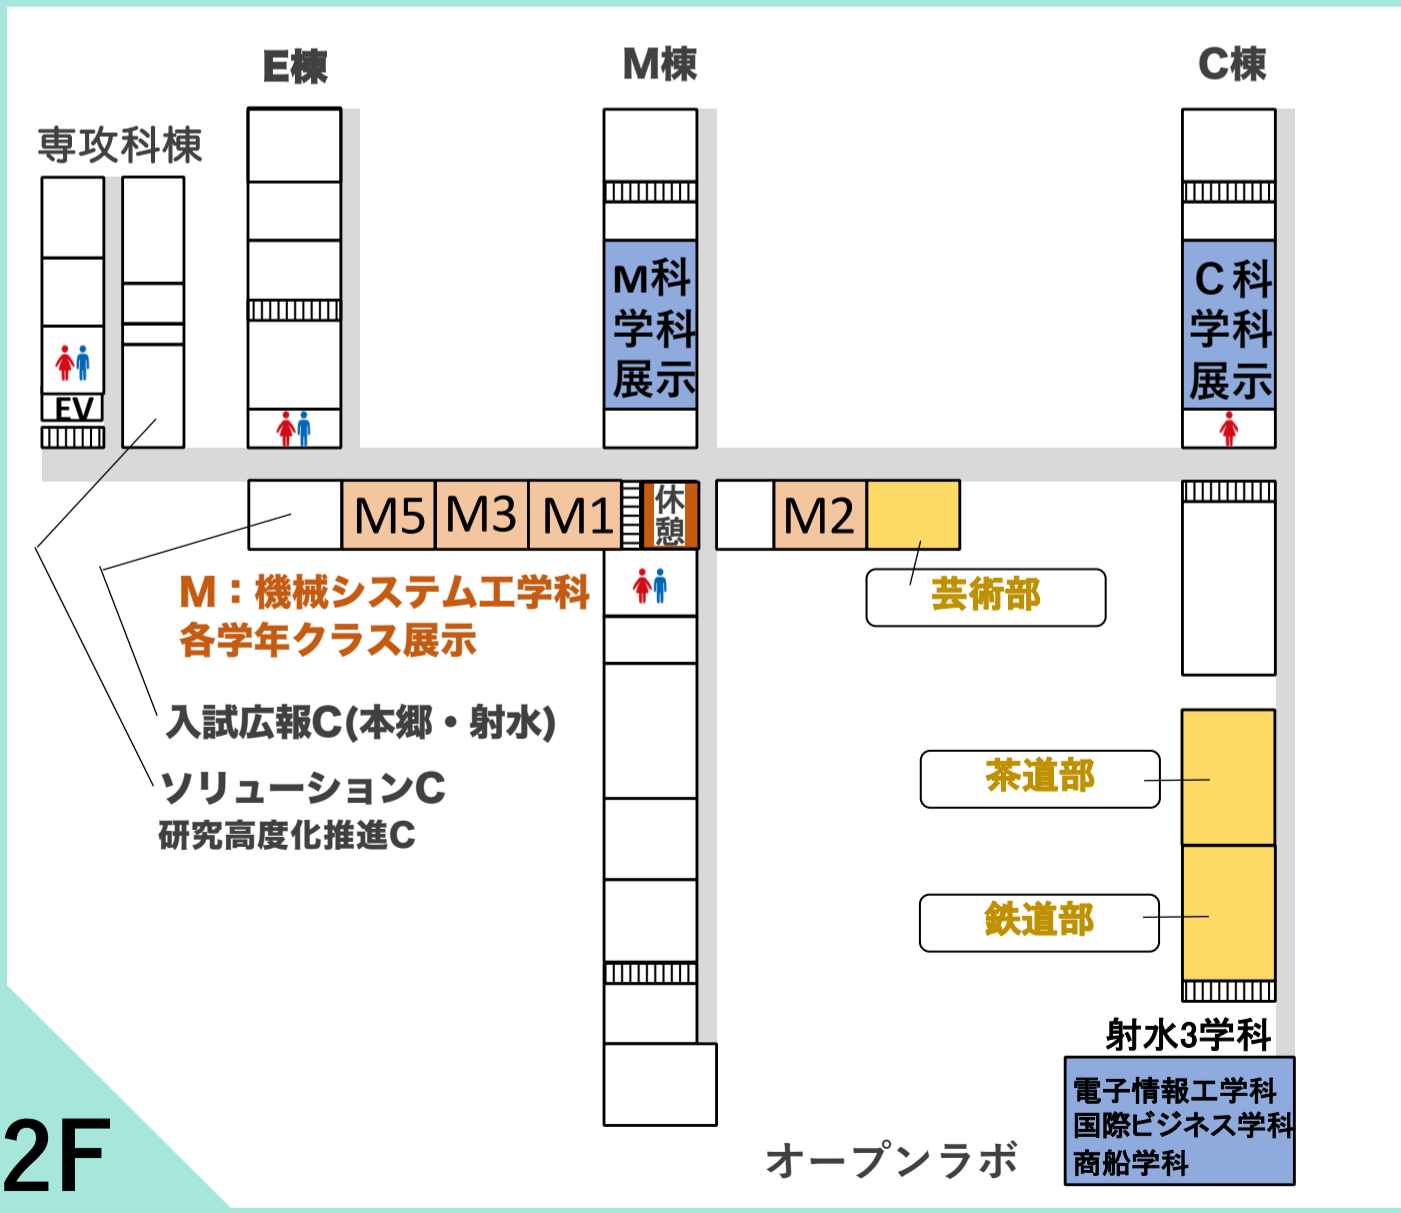 E棟
M棟
C棟
専攻科棟
M科
学科
展示
C科
学科
展示
EV
M5
M3
M1
休
憩
M2
M：機械システム工学科
各学年クラス展示
芸術部
入試広報C(本郷・射水)
ソリューションC
研究高度化推進C
茶道部
鉄道部
射水3学科
電子情報工学科
国際ビジネス学科
商船学科
オープンラボ
2F